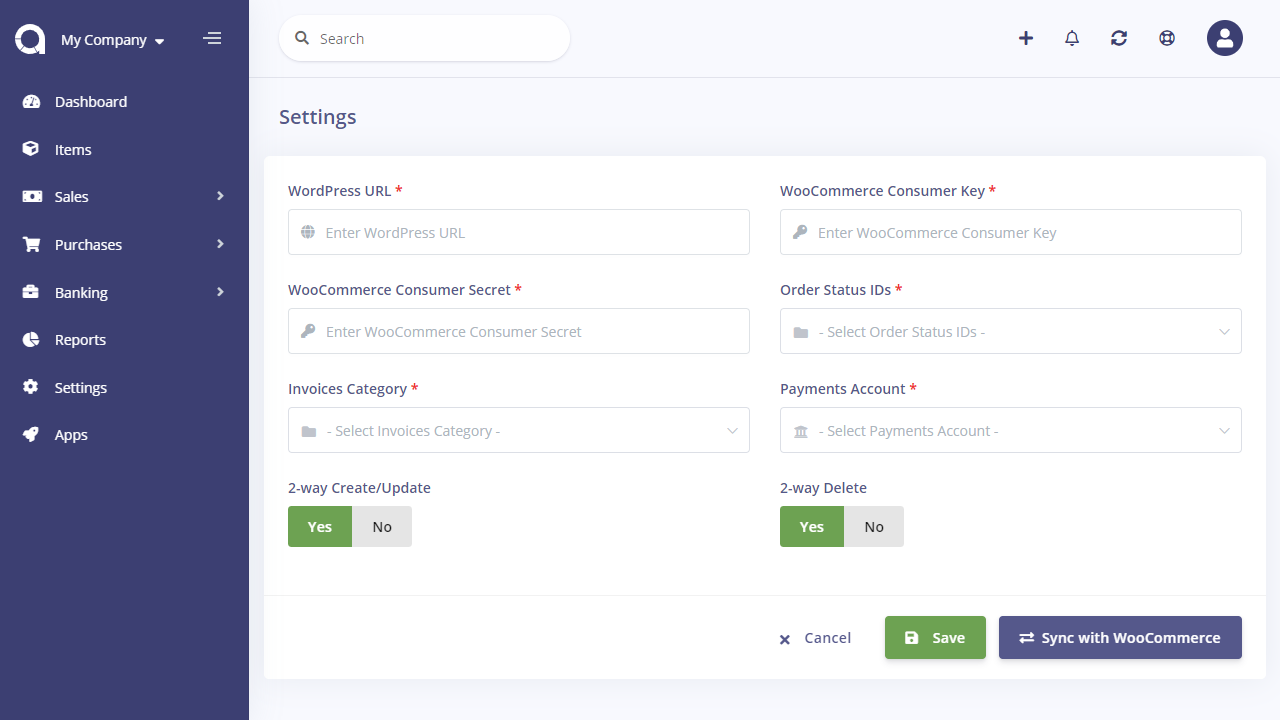 My Company
Search
Dashboard
Items
Sales
Purchases
Banking
Reports
Settings
Apps
Settings
WordPress URL *
WooCommerce Consumer Key *
Enter WordPress URL
Enter WooCommerce Consumer Key
WooCommerce Consumer Secret *
Order Status IDs *
Enter WooCommerce Consumer Secret
- Select Order Status IDs -
Invoices Category *
Payments Account *
- Select Invoices Category -
- Select Payments Account -
2-way Create/Update
2-way Delete
Yes No
Yes No
Cancel
Save
Sync with WooCommerce